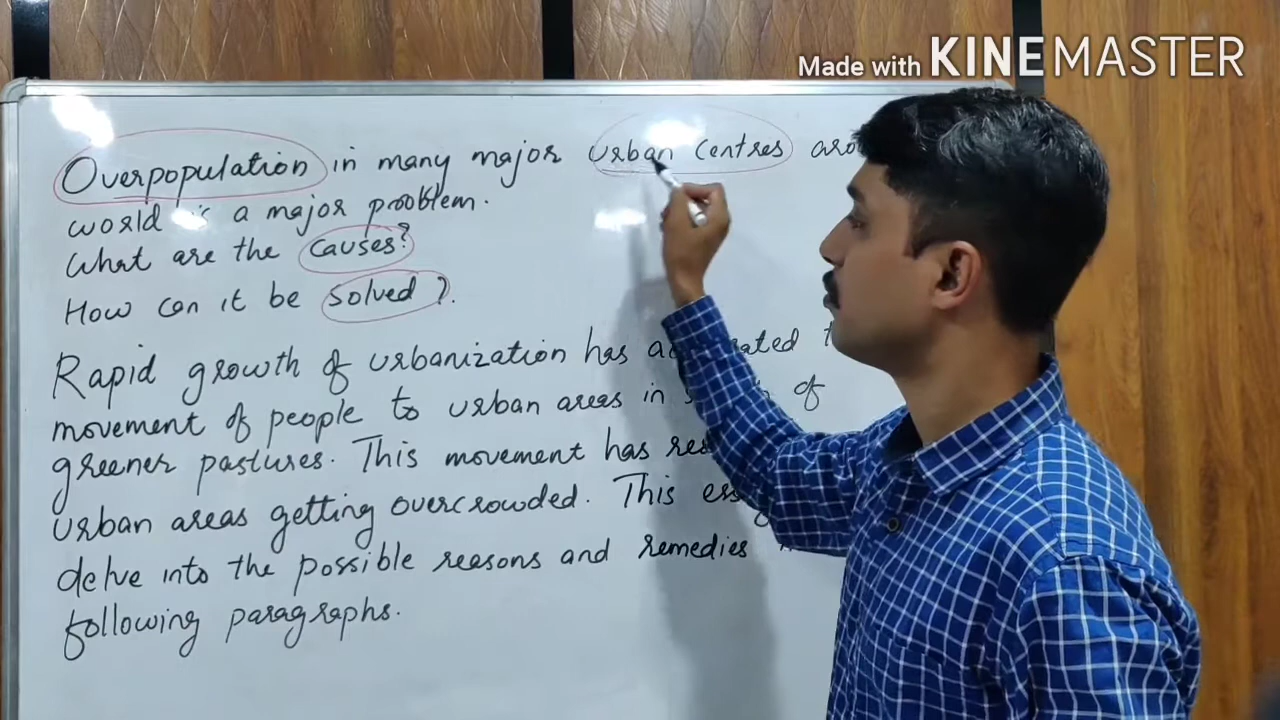 Made with KINEMASTER
Overpopulation in many major urban centres
world is a major problem.
What are the causes?
How can it be solved?
Rapid growth of urbanization has
movement of people to urban areas in of
greener pastures. This movement has
urban areas getting overcrowded. This
delve into the possible reasons and remedies
following paragraphs.